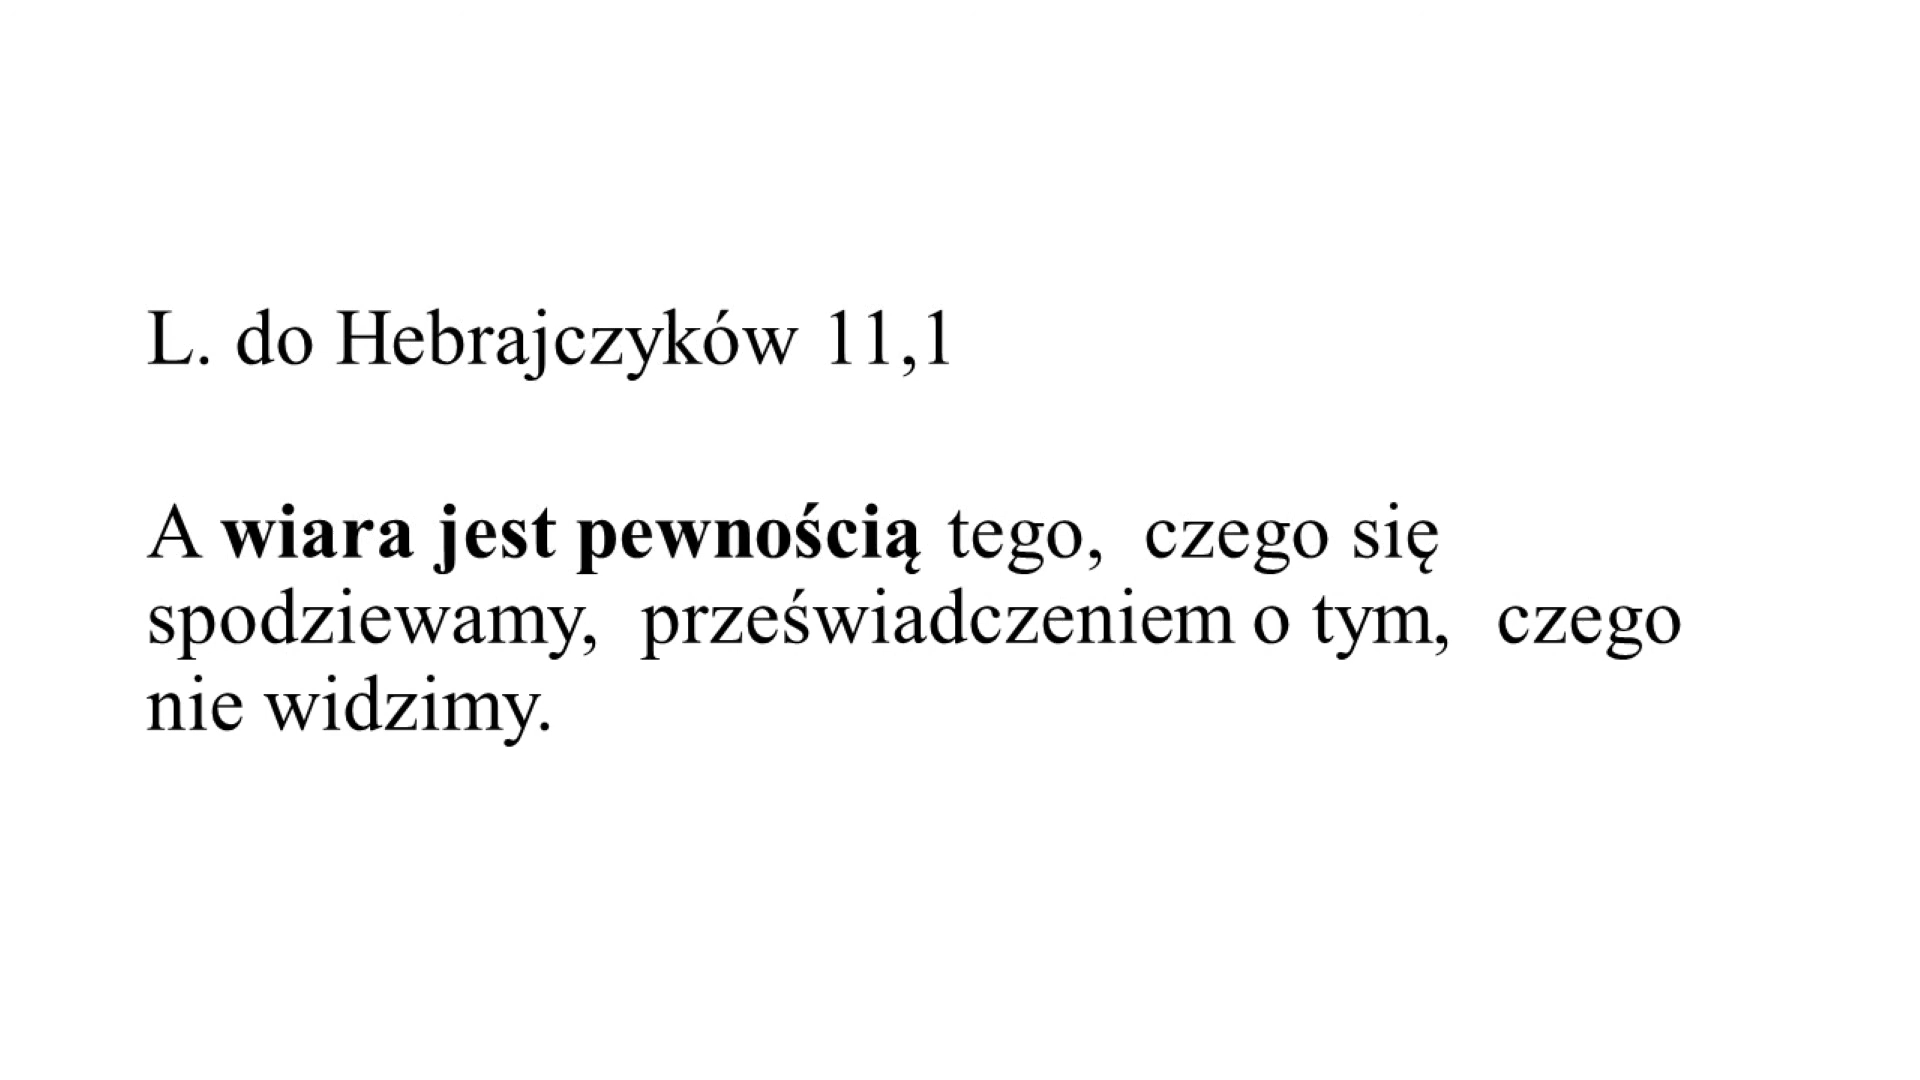 L. do Hebrajczyków 11,1
A wiara jest pewnością tego,  czego się
spodziewamy,  przeświadczeniem o tym,  czego
nie widzimy.